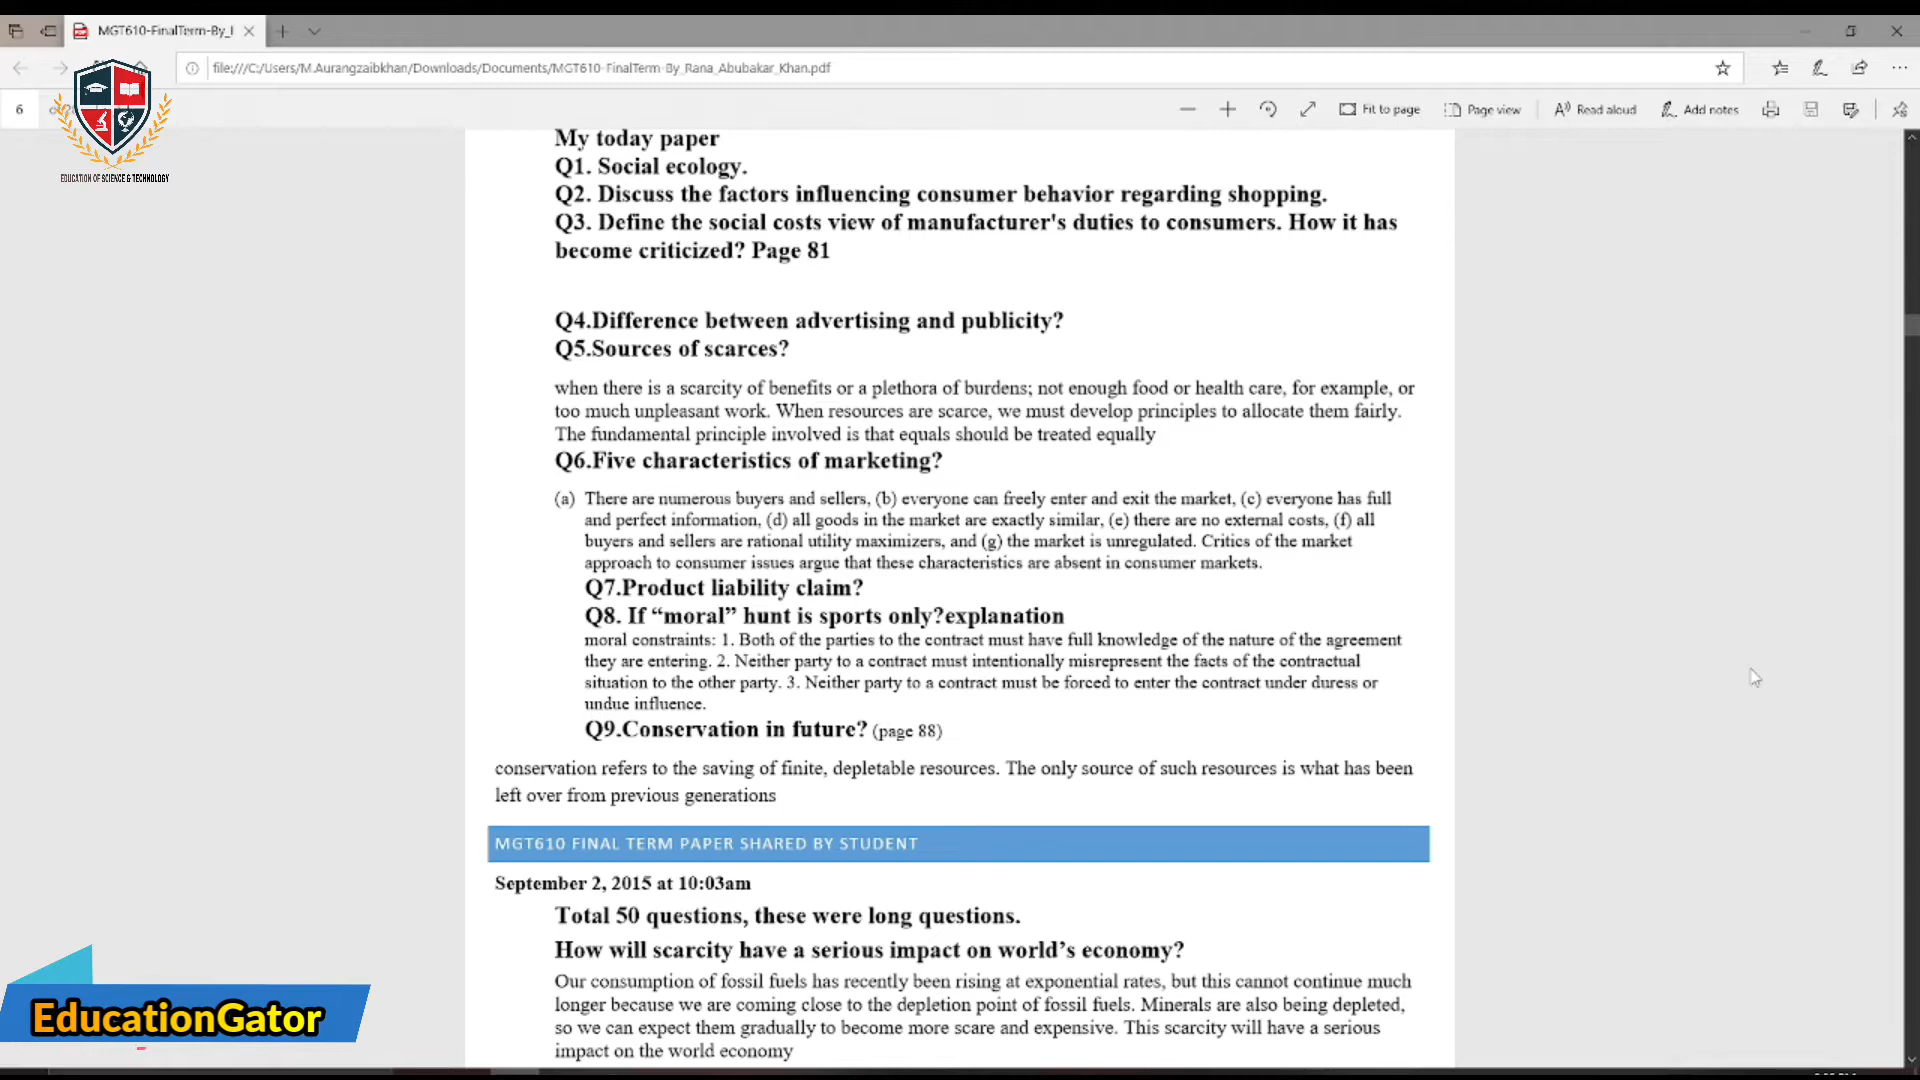 MGT610-FinalTerm-By_I
file:///C:/Users/M.Aurangzaibkhan/Downloads/Documents/MGT610-FinalTerm-By_Rana_Abubakar_Khan.pdf
6
Fit to page
Page view
Read aloud
Add notes
EDUCATION OF SCIENCE & TECHNOLOGY
My today paper
Q1. Social ecology.
Q2. Discuss the factors influencing consumer behavior regarding shopping.
Q3. Define the social costs view of manufacturer's duties to consumers. How it has
become criticized? Page 81
Q4.Difference between advertising and publicity?
Q5.Sources of scarces?
when there is a scarcity of benefits or a plethora of burdens; not enough food or health care, for example, or
too much unpleasant work. When resources are scarce, we must develop principles to allocate them fairly.
The fundamental principle involved is that equals should be treated equally
Q6.Five characteristics of marketing?
(a) There are numerous buyers and sellers, (b) everyone can freely enter and exit the market, (c) everyone has full
and perfect information, (d) all goods in the market are exactly similar, (e) there are no external costs, (f) all
buyers and sellers are rational utility maximizers, and (g) the market is unregulated. Critics of the market
approach to consumer issues argue that these characteristics are absent in consumer markets.
Q7.Product liability claim?
Q8. If “moral” hunt is sports only?explanation
moral constraints: 1. Both of the parties to the contract must have full knowledge of the nature of the agreement
they are entering. 2. Neither party to a contract must intentionally misrepresent the facts of the contractual
situation to the other party. 3. Neither party to a contract must be forced to enter the contract under duress or
undue influence.
Q9.Conservation in future? (page 88)
conservation refers to the saving of finite, depletable resources. The only source of such resources is what has been
left over from previous generations
MGT610 FINAL TERM PAPER SHARED BY STUDENT
September 2, 2015 at 10:03am
Total 50 questions, these were long questions.
How will scarcity have a serious impact on world’s economy?
Our consumption of fossil fuels has recently been rising at exponential rates, but this cannot continue much
longer because we are coming close to the depletion point of fossil fuels. Minerals are also being depleted,
so we can expect them gradually to become more scare and expensive. This scarcity will have a serious
impact on the world economy
EducationGator